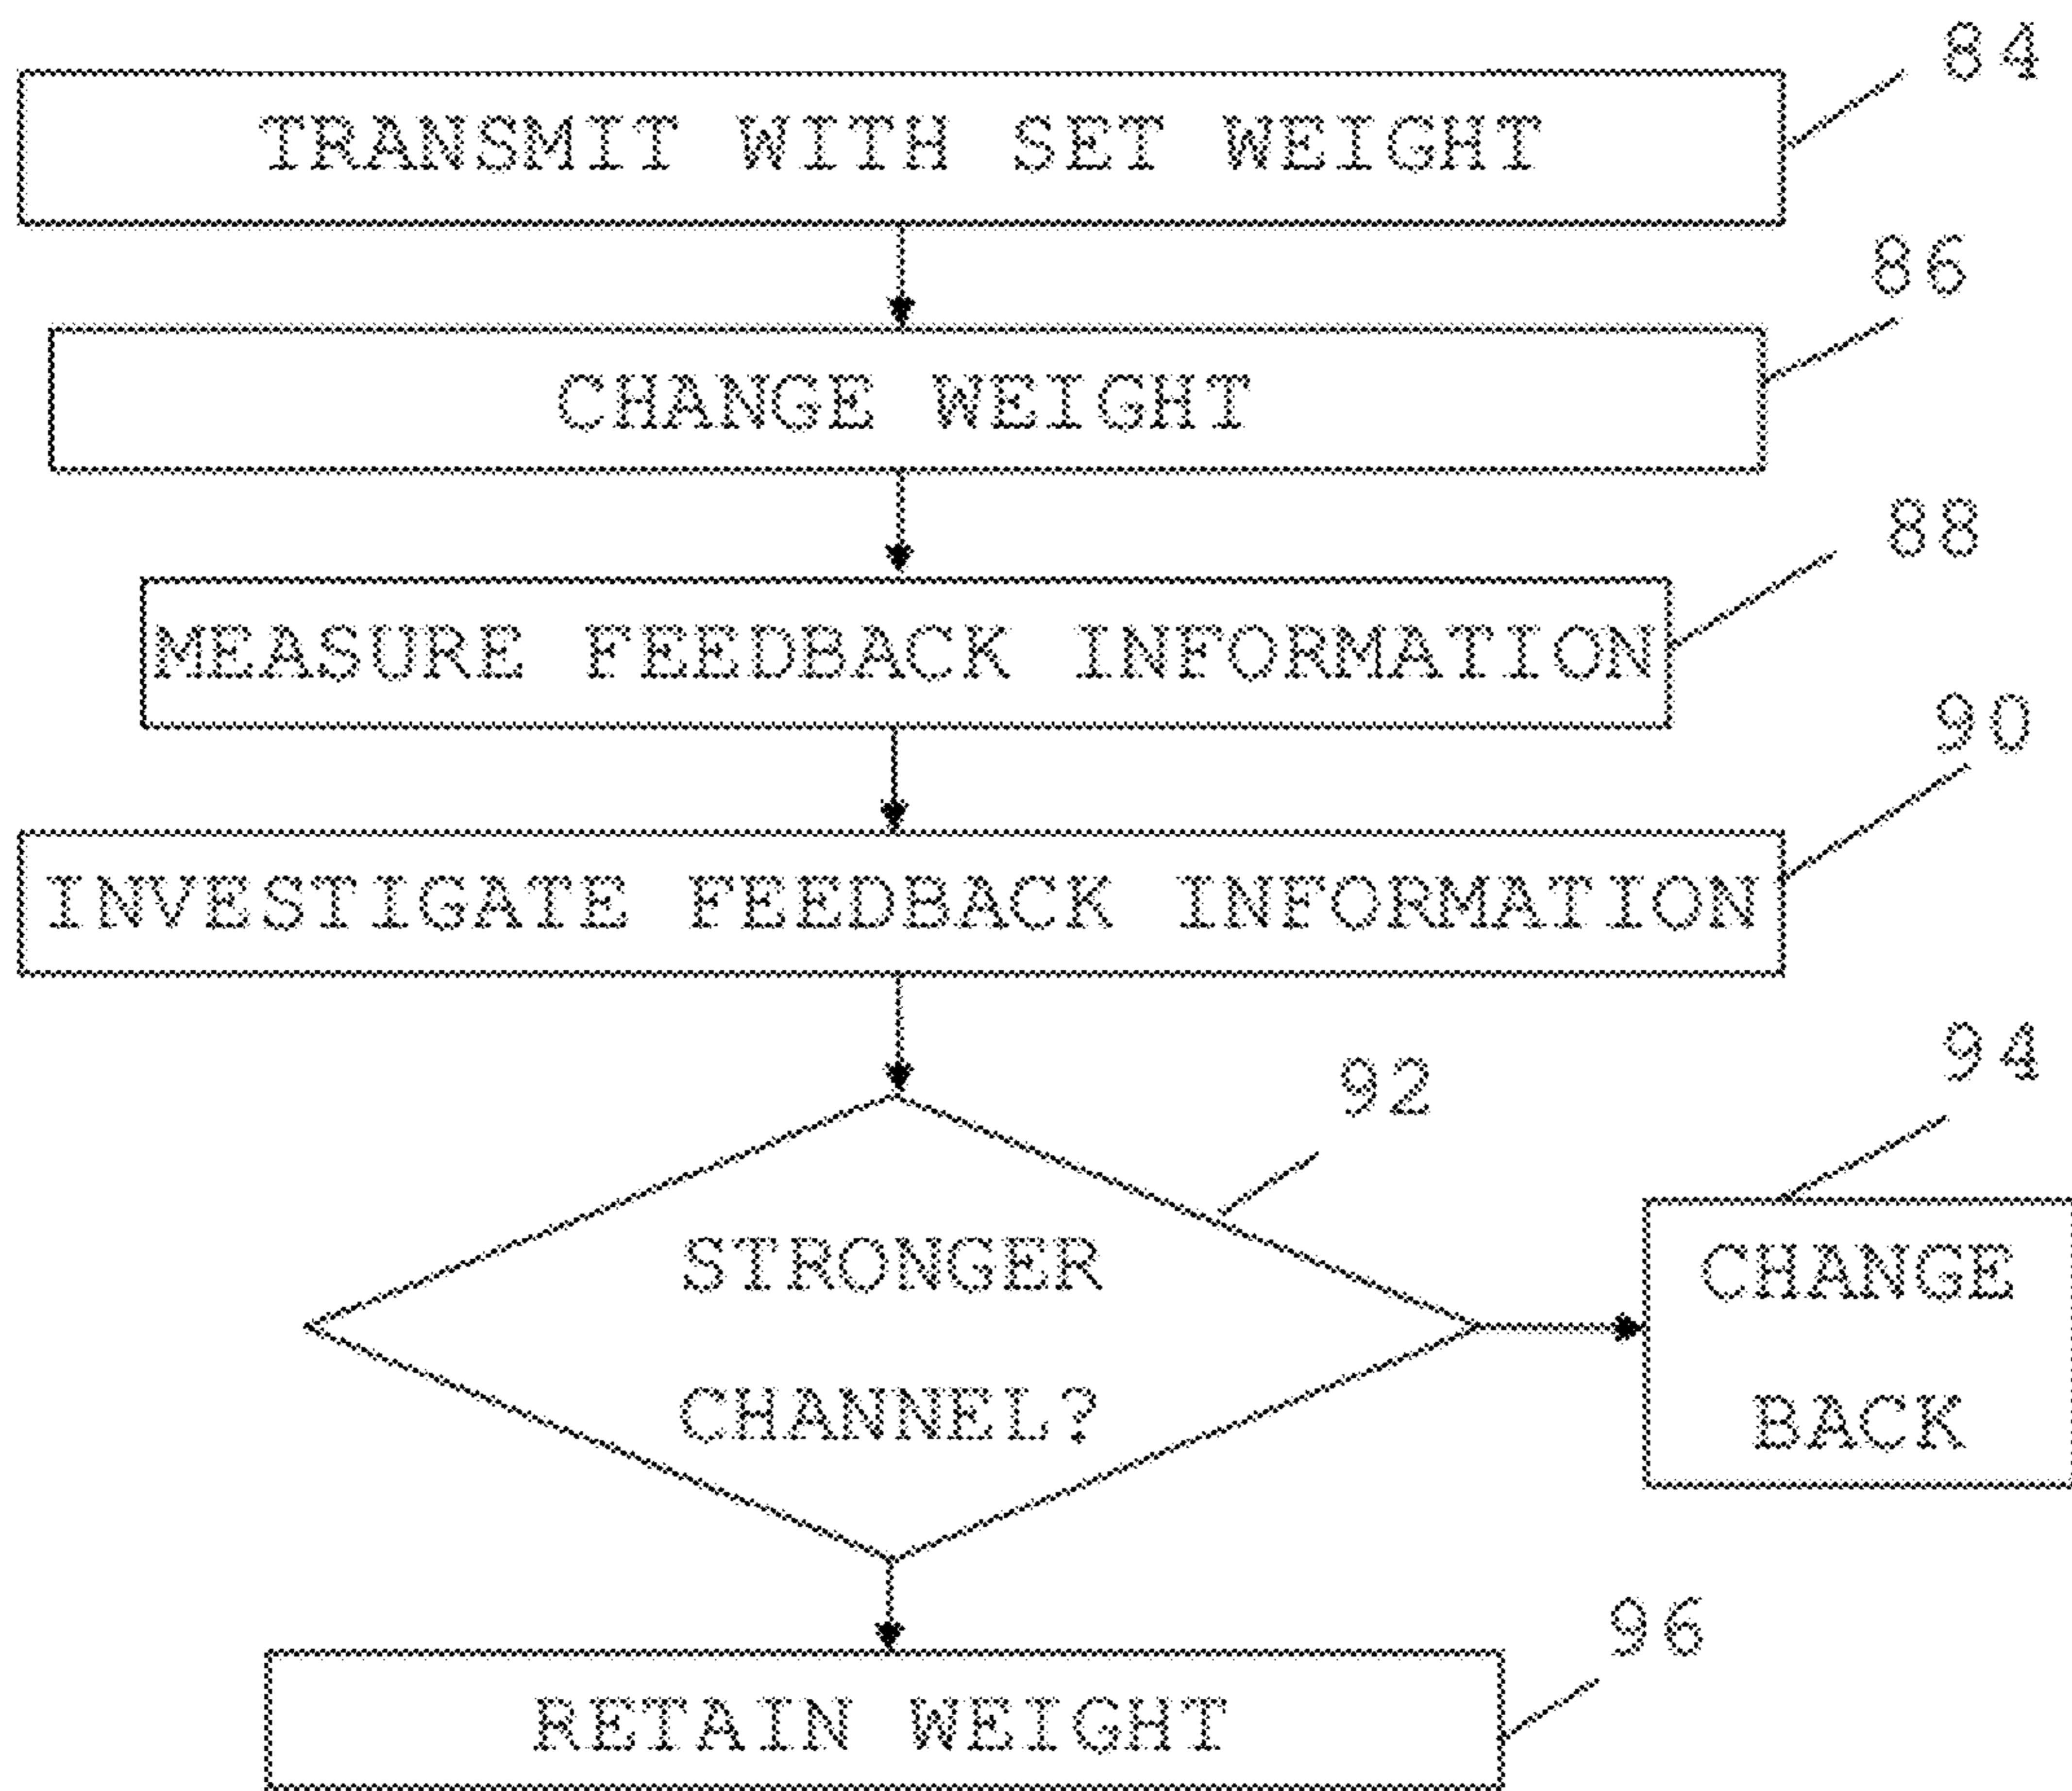 84
TRANSMIT WITH SET WEIGHT
86
CHANGE WEIGHT
88
MEASURE FEEDBACK INFORMATION
90
INVESTIGATE FEEDBACK INFORMATION
92
94
STRONGER
CHANNEL?
CHANGE
BACK
96
RETAIN WEIGHT